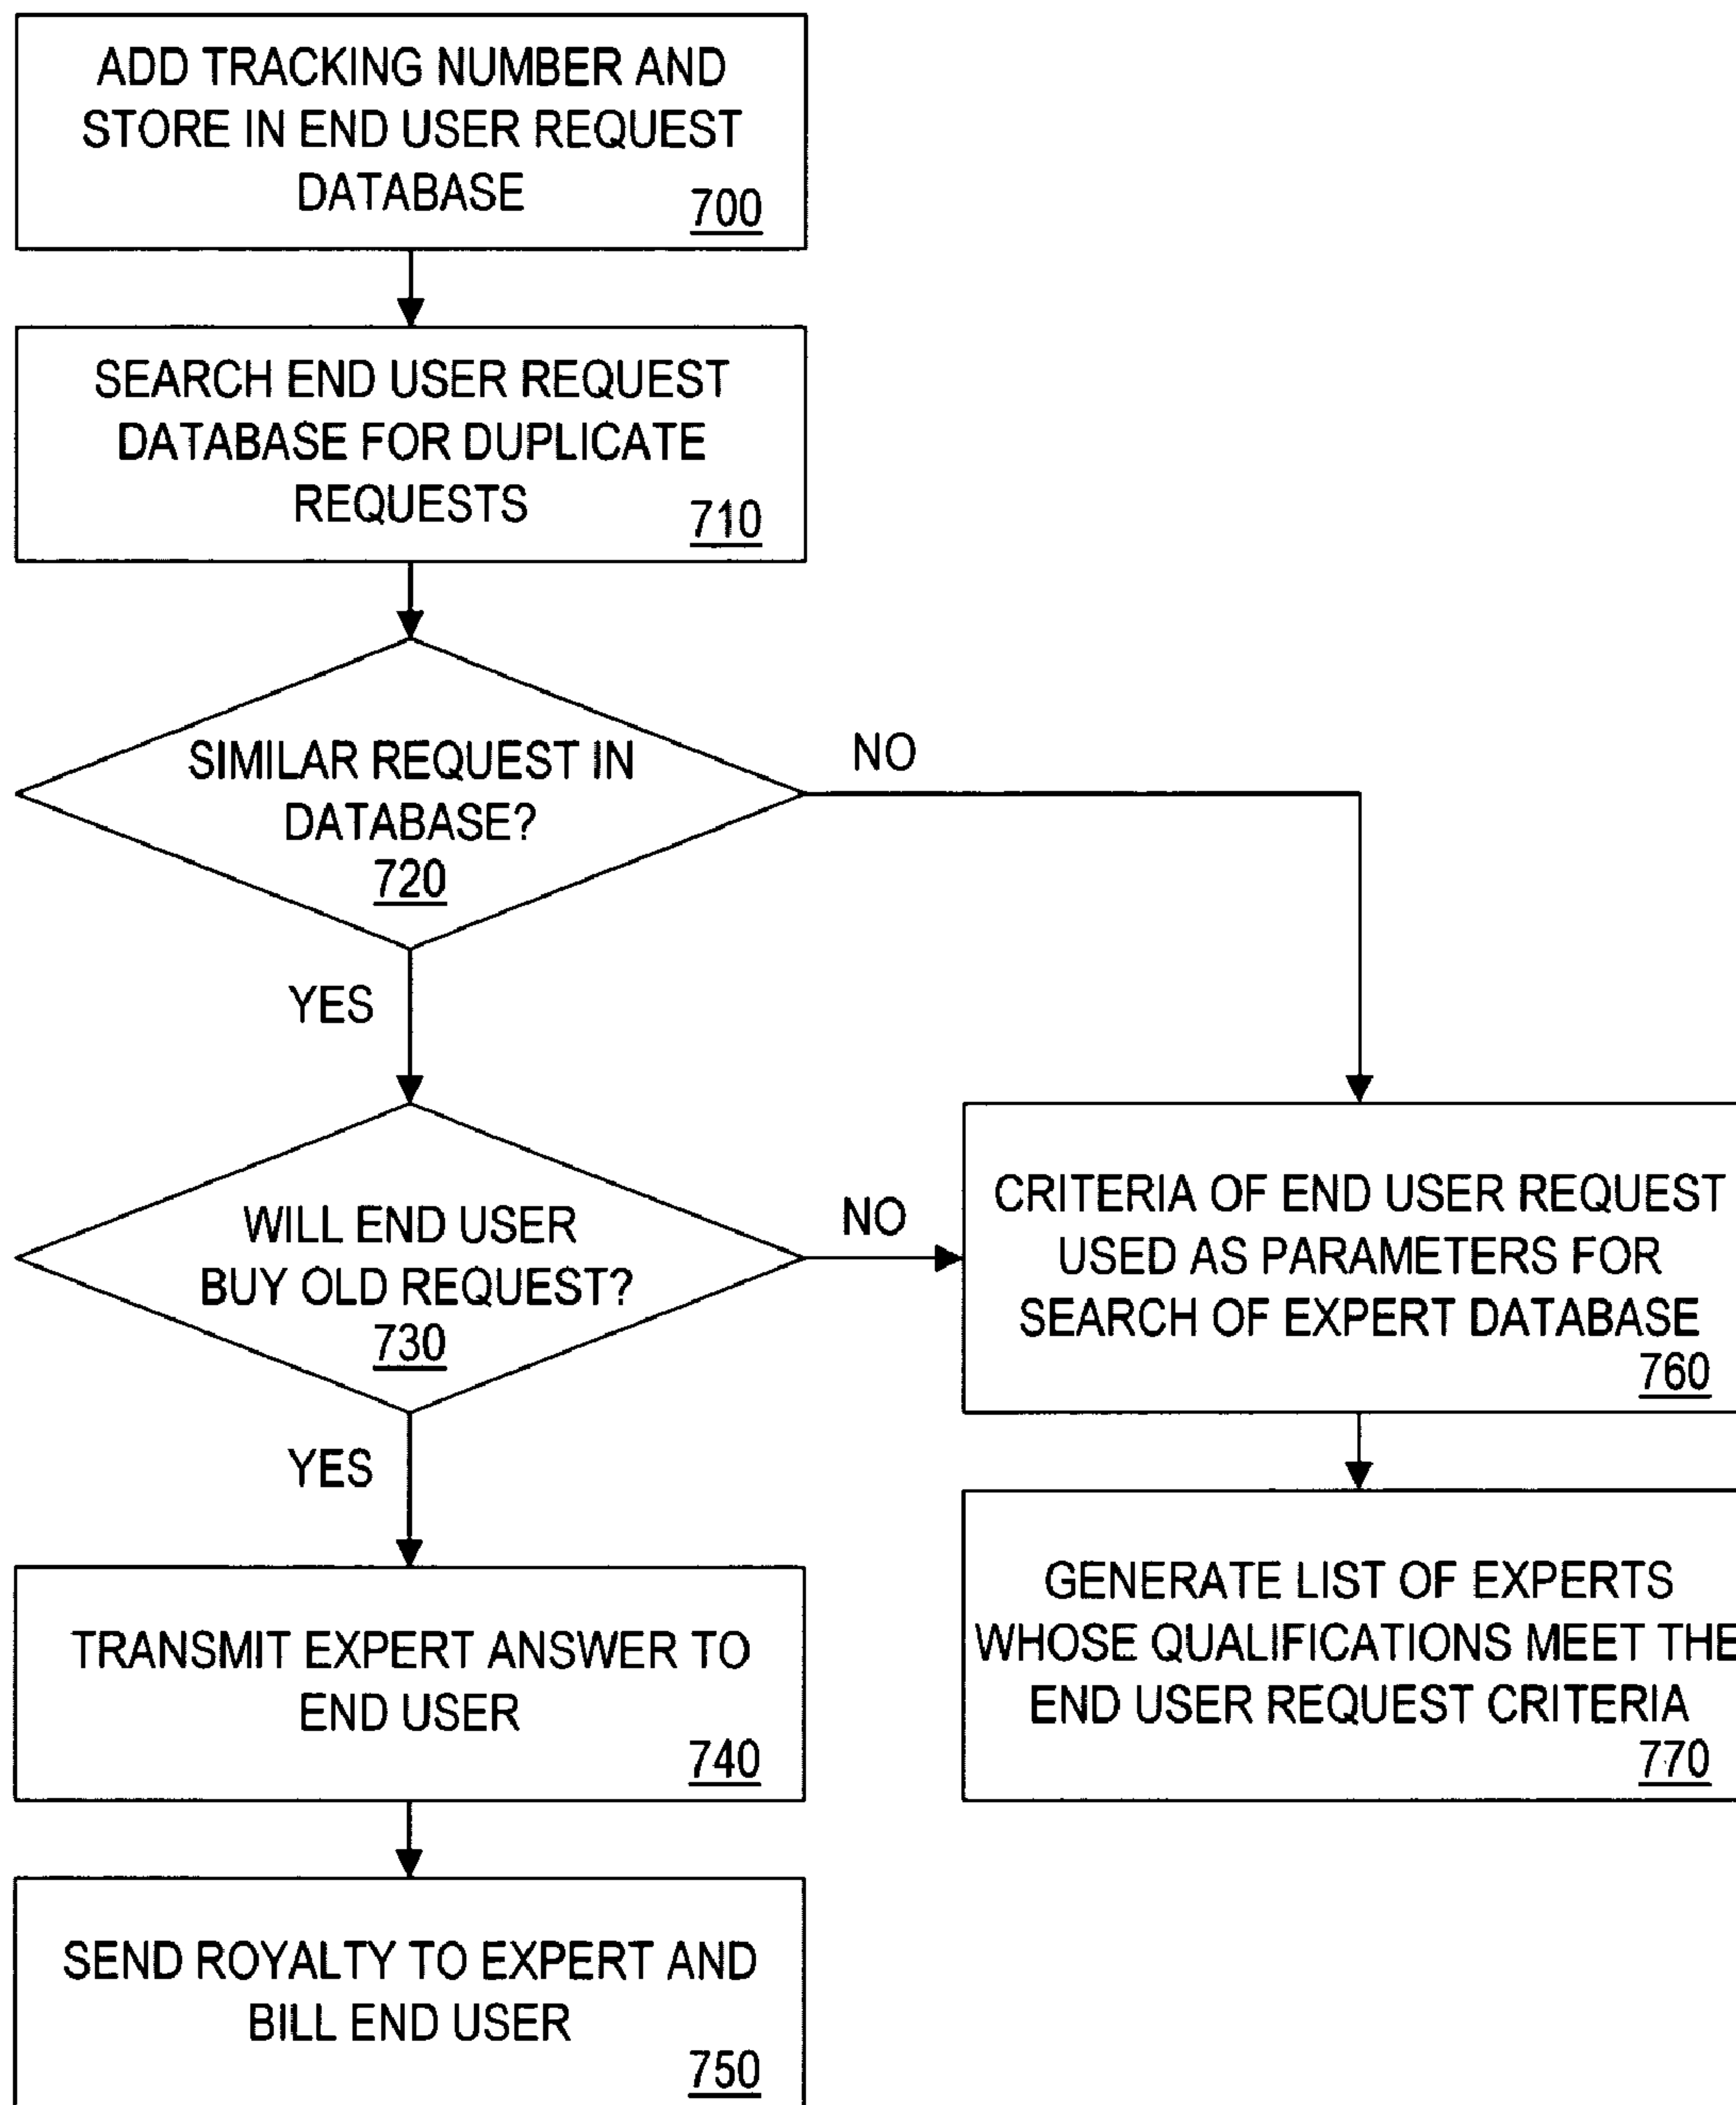 ADD TRACKING NUMBER AND
STORE IN END USER REQUEST
DATABASE
700
SEARCH END USER REQUEST
DATABASE FOR DUPLICATE
REQUESTS
710
SIMILAR REQUEST IN
DATABASE?
720
NO
YES
WILL END USER
BUY OLD REQUEST?
730
NO
YES
CRITERIA OF END USER REQUEST
USED AS PARAMETERS FOR
SEARCH OF EXPERT DATABASE
760
GENERATE LIST OF EXPERTS
WHOSE QUALIFICATIONS MEET THE
END USER REQUEST CRITERIA
770
TRANSMIT EXPERT ANSWER TO
END USER
740
SEND ROYALTY TO EXPERT AND
BILL END USER
750